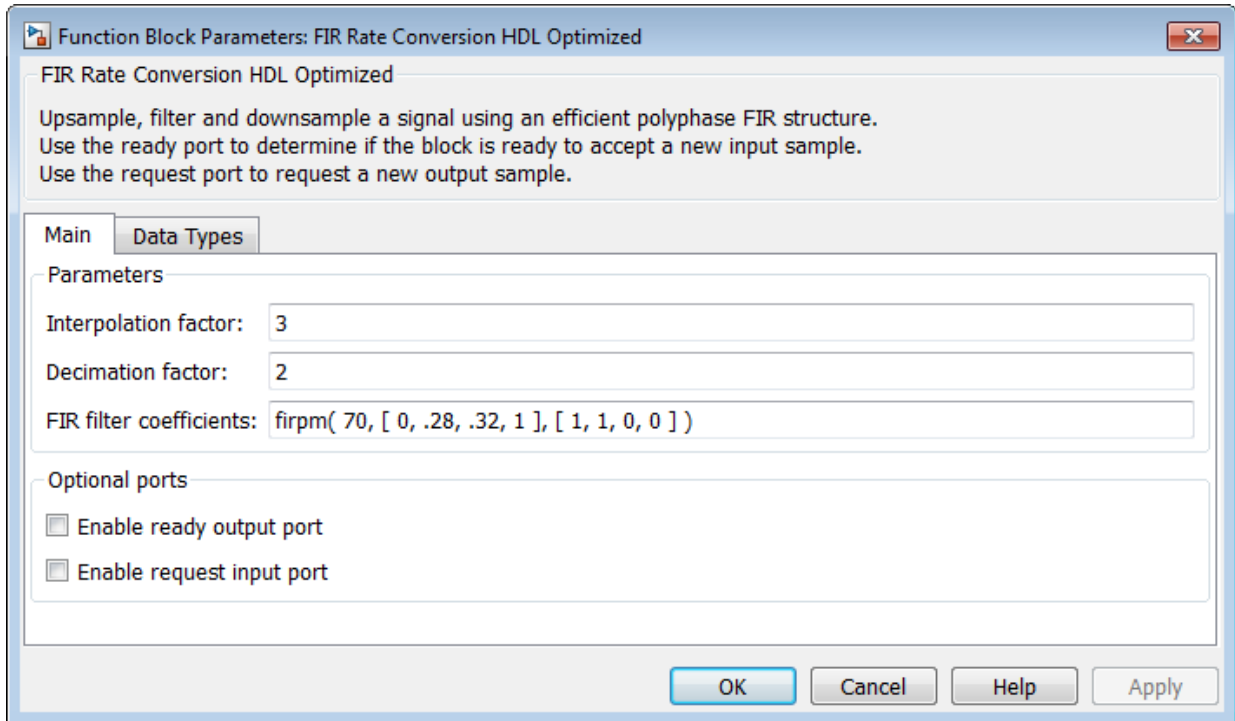 Function Block Parameters: FIR Rate Conversion HDL Optimized
FIR Rate Conversion HDL Optimized
Upsample, filter and downsample a signal using an efficient polyphase FIR structure.
Use the ready port to determine if the block is ready to accept a new input sample.
Use the request port to request a new output sample.
Main Data Types
Parameters
Interpolation factor: 3
Decimation factor: 2
FIR filter coefficients: firpm( 70, [ 0, .28, .32, 1 ], [ 1, 1, 0, 0 ] )
Optional ports
Enable ready output port
Enable request input port
OK Cancel Help Apply